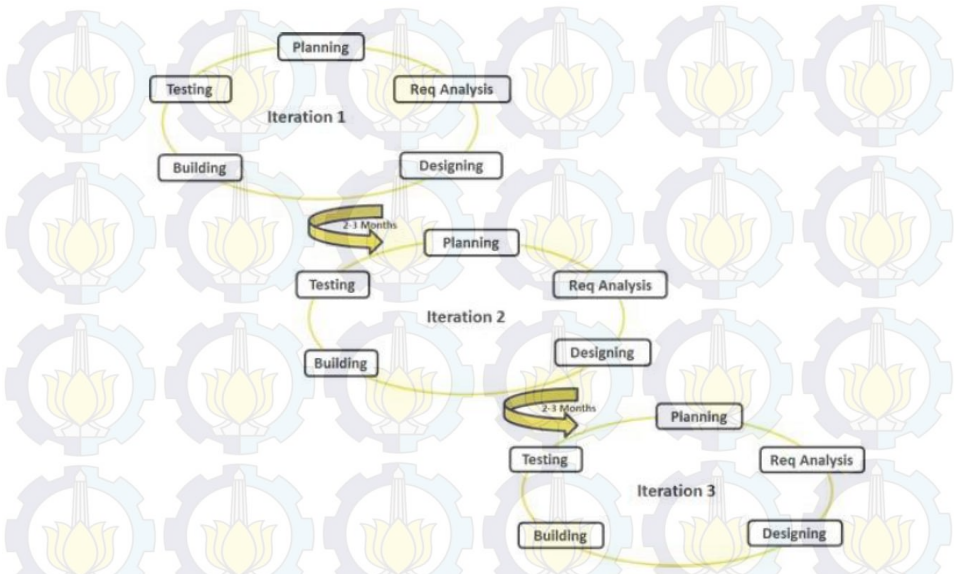 Planning
Testing
Req Analysis
Iteration 1
Building
Designing
2-3 Months
Planning
Testing
Req Analysis
Iteration 2
Building
Designing
2-3 Months
Planning
Testing
Req Analysis
Iteration 3
Building
Designing